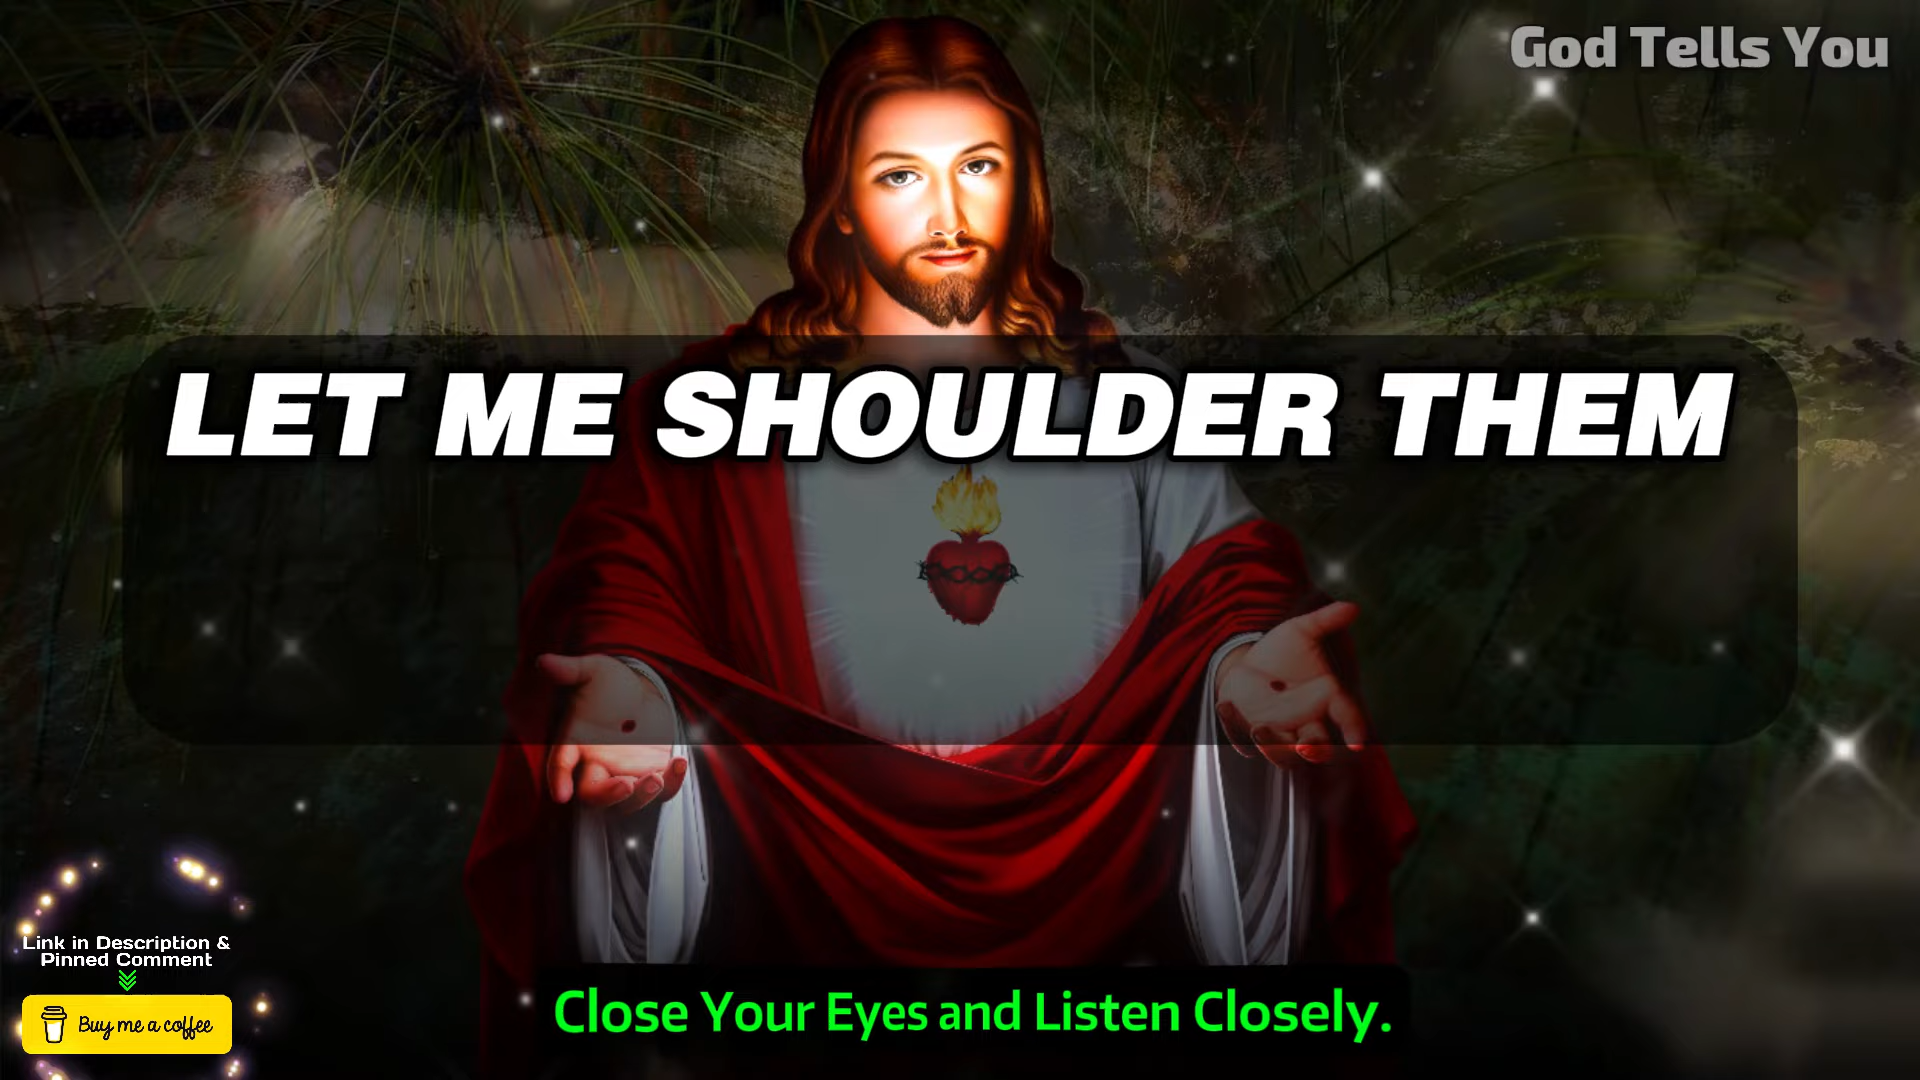 God Tells You
LET ME SHOULDER THEM
Link in Description &
Pinned Comment
Buy me a coffee
Close Your Eyes and Listen Closely.